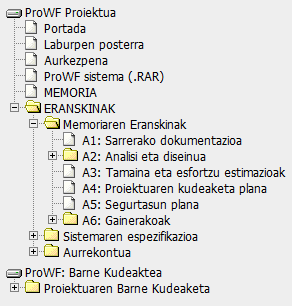 ProWF Proiektua
Portada
Laburpen posterra
Aurkezpena
ProWF sistema (.RAR)
MEMORIA
ERANSKINAK
Memoriaren Eranskinak
A1: Sarrerako dokumentazioa
A2: Analisi eta diseinua
A3: Tamaina eta esfortzu estimazioak
A4: Proiektuaren kudeaketa plana
A5: Segurtasun plana
A6: Gainerakoak
Sistemaren espezifikazioa
Aurrekontua
ProWF: Barne Kudeaktea
Proiektuaren Barne Kudeaketa